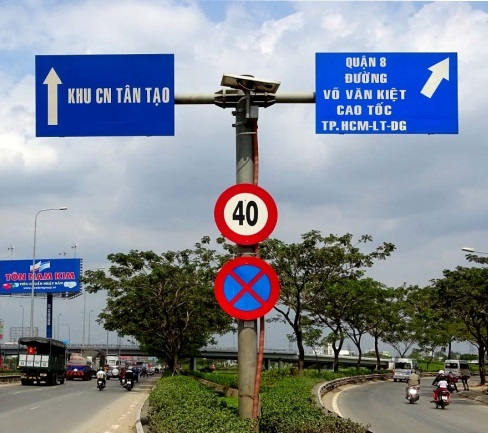 KHU CN TÂN TẠO
QUẬN 8
ĐƯỜNG
VÕ VĂN KIỆT
CAO TỐC
TP.HCM-LT-DG
40
TÔN NAM KIM